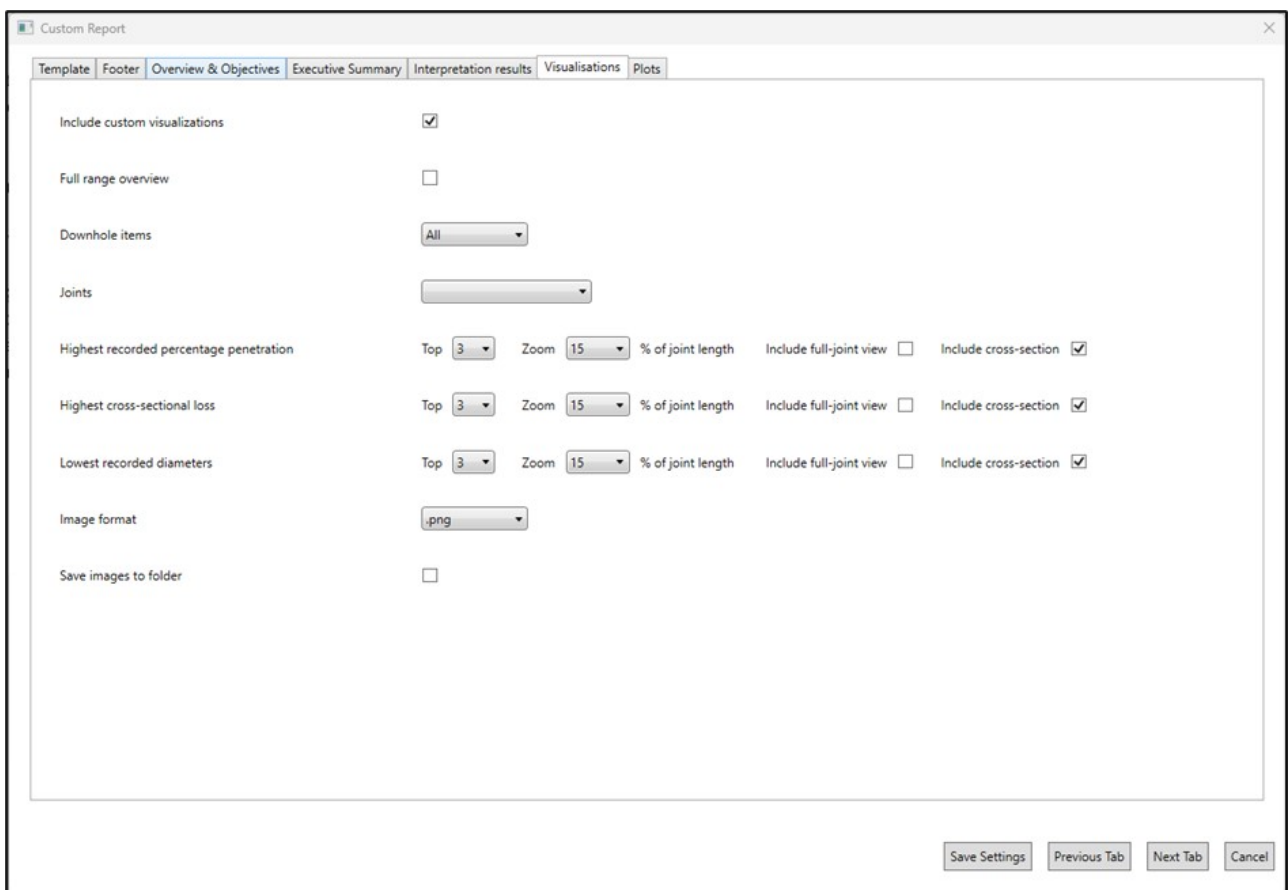 Custom Report
Template Footer Overview & Objectives Executive Summary Interpretation results Visualisations Plots
Include custom visualizations
Full range overview
Downhole items All
Joints
Highest recorded percentage penetration Top 3 Zoom 15 % of joint length Include full-joint view Include cross-section
Highest cross-sectional loss Top 3 Zoom 15 % of joint length Include full-joint view Include cross-section
Lowest recorded diameters Top 3 Zoom 15 % of joint length Include full-joint view Include cross-section
Image format .png
Save images to folder
Save Settings Previous Tab Next Tab Cancel